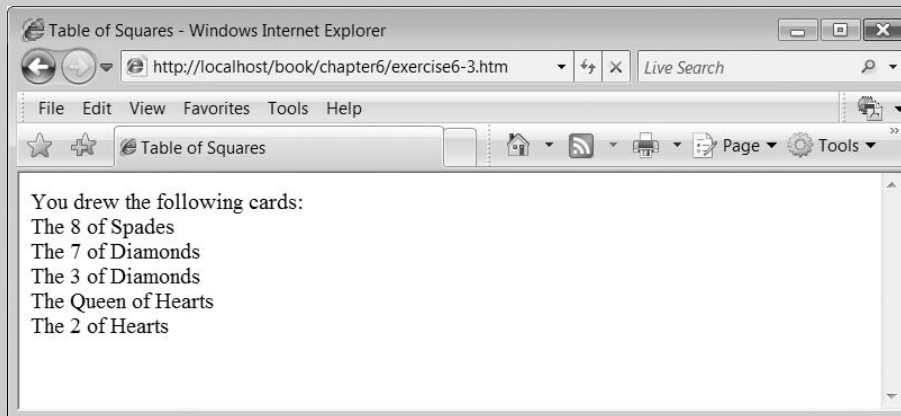 Table of Squares - Windows Internet Explorer
http://localhost/book/chapter6/exercise6-3.htm
Live Search
File Edit View Favorites Tools Help
Table of Squares
Page
Tools
You drew the following cards:
The 8 of Spades
The 7 of Diamonds
The 3 of Diamonds
The Queen of Hearts
The 2 of Hearts